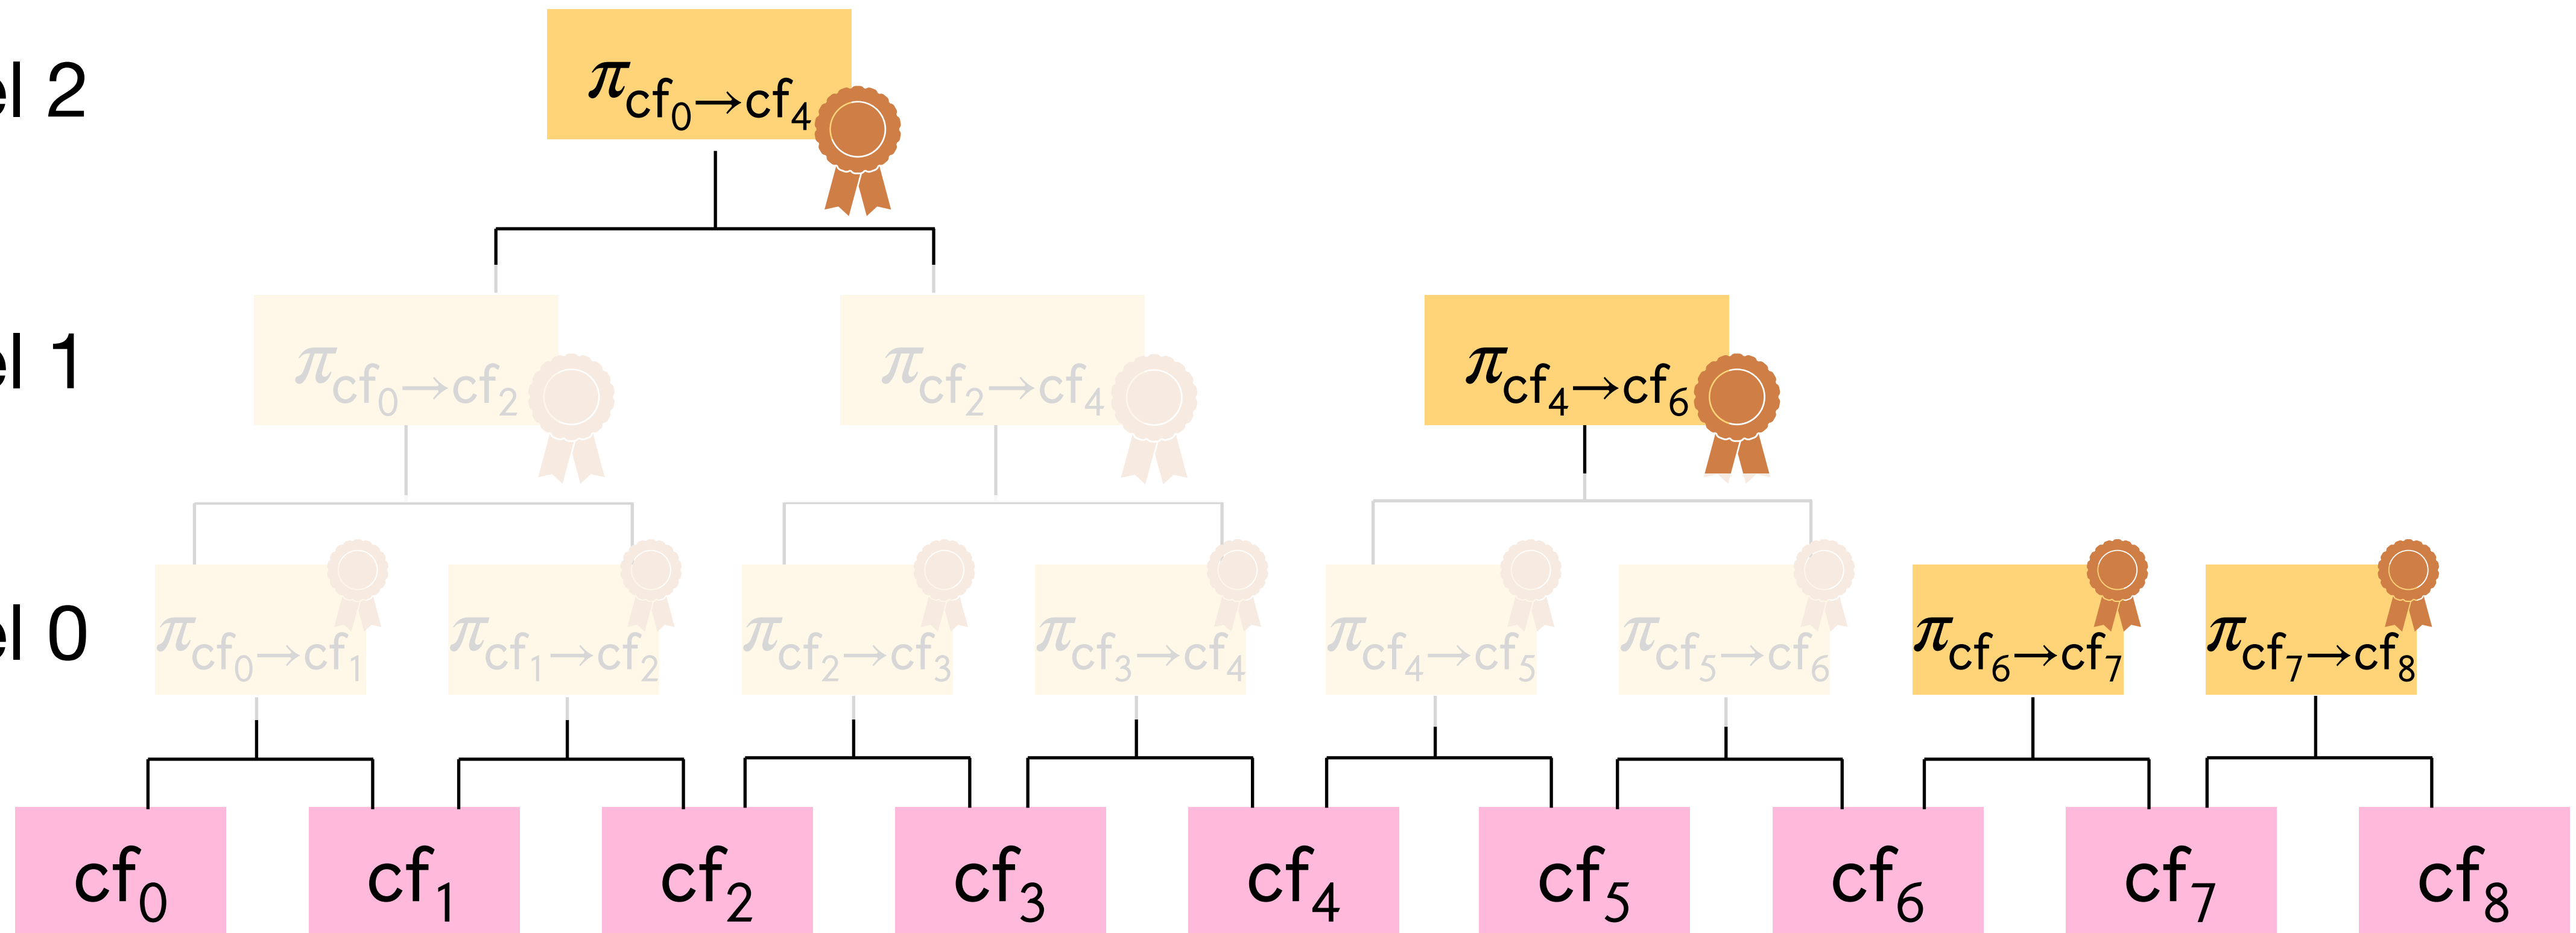 el 2
π_{cf_0→cf_4}
el 1
π_{cf_0→cf_2} π_{cf_2→cf_4} π_{cf_4→cf_6}
el 0
π_{cf_0→cf_1} π_{cf_1→cf_2} π_{cf_2→cf_3} π_{cf_3→cf_4} π_{cf_4→cf_5} π_{cf_5→cf_6} π_{cf_6→cf_7} π_{cf_7→cf_8}
cf_0 cf_1 cf_2 cf_3 cf_4 cf_5 cf_6 cf_7 cf_8